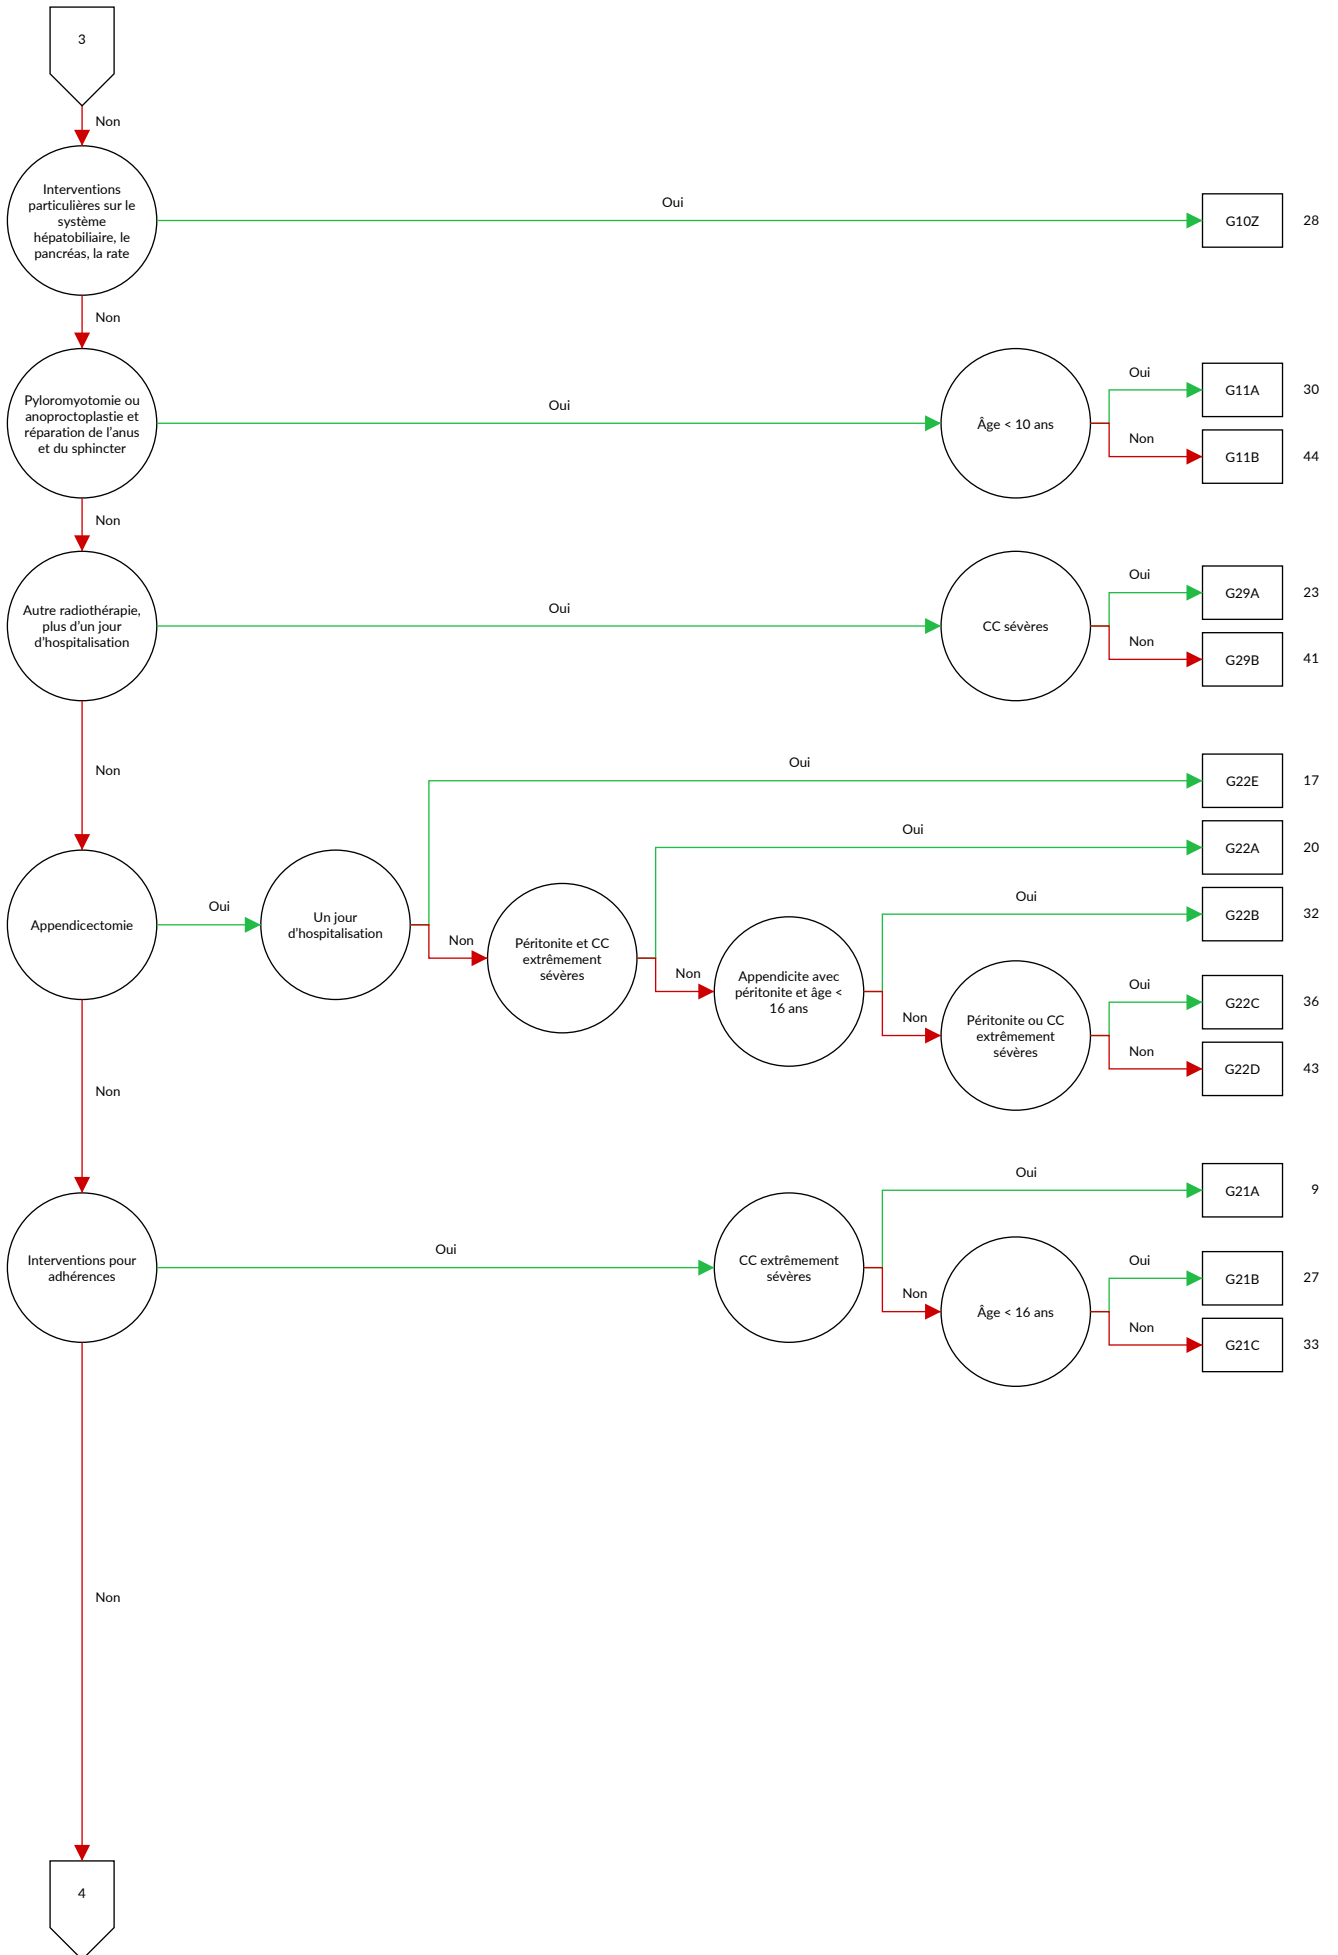 3
Non
Interventions
particulières sur le
système
hépatobiliaire, le
pancréas, la rate
Oui
G10Z
28
Non
Pyloromyotomie ou
anoproctoplastie et
réparation de l'anus
et du sphincter
Oui
Âge < 10 ans
Oui
G11A
30
Non
G11B
44
Non
Autre radiothérapie,
plus d'un jour
d'hospitalisation
Oui
CC sévères
Oui
G29A
23
Non
G29B
41
Non
Appendicectomie
Oui
Un jour
d'hospitalisation
Oui
G22E
17
Non
Péritonite et CC
extrêmement
sévères
Oui
G22A
20
Non
Appendicite avec
péritonite et âge <
16 ans
Oui
G22B
32
Non
Péritonite ou CC
extrêmement
sévères
Oui
G22C
36
Non
G22D
43
Non
Interventions pour
adhérences
Oui
CC extrêmement
sévères
Oui
G21A
9
Non
Âge < 16 ans
Oui
G21B
27
Non
G21C
33
Non
4